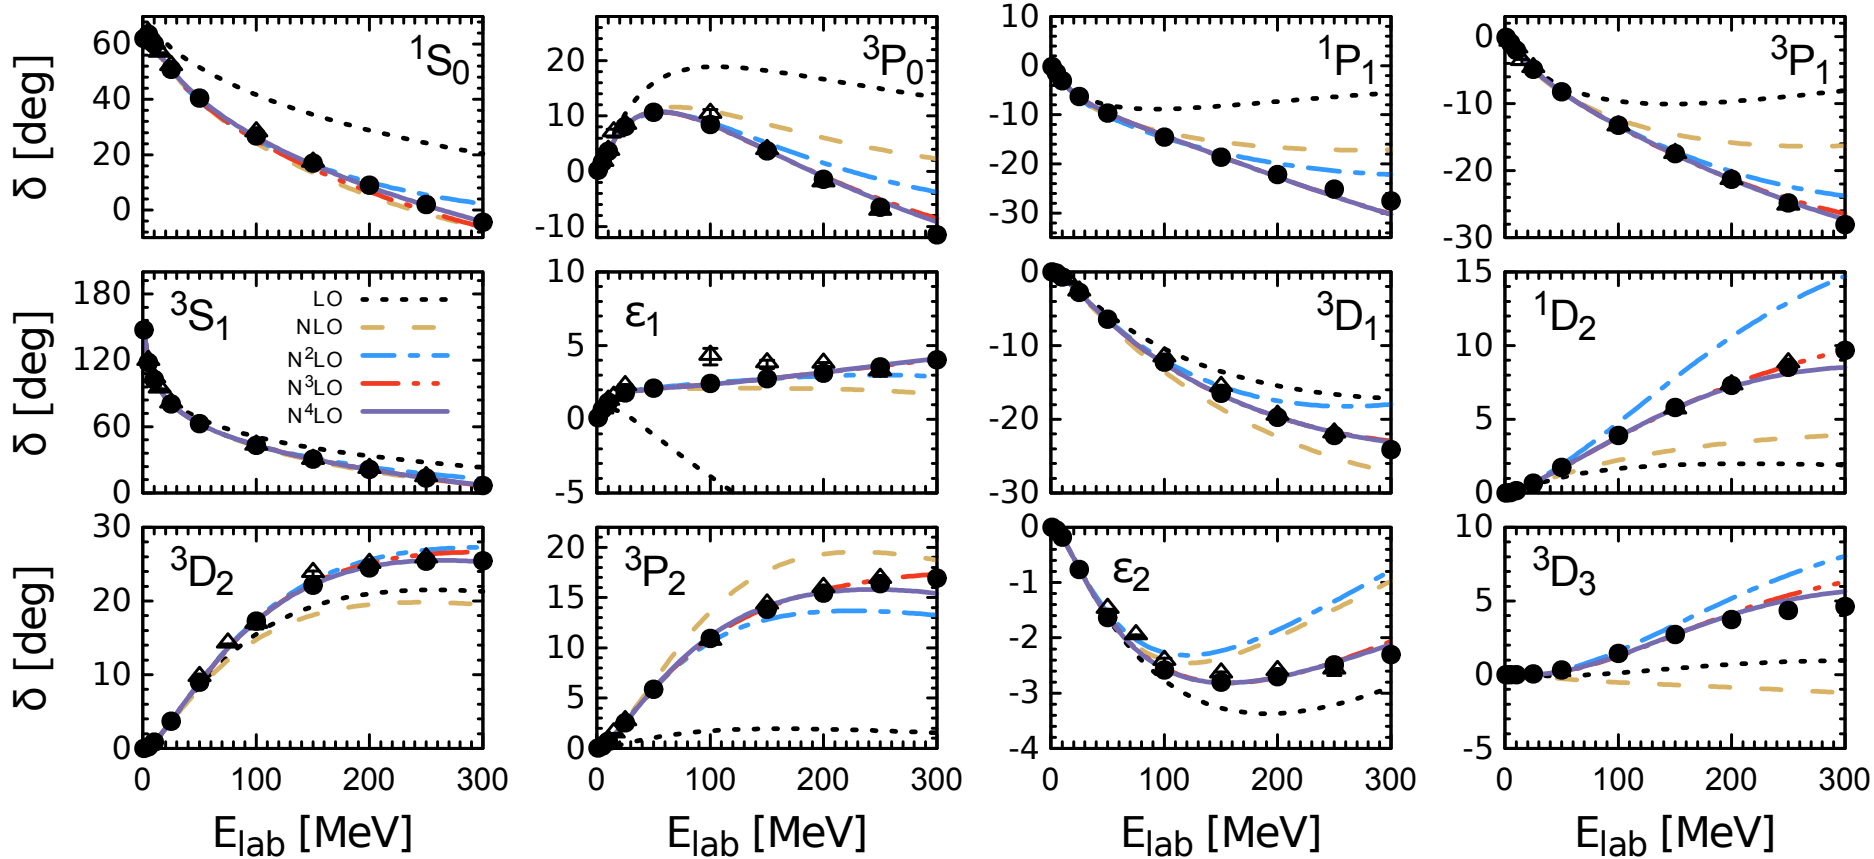 δ [deg]
60
40
20
0
¹S₀
20
10
0
-10
³P₀
10
0
-10
-20
-30
¹P₁
0
-10
-20
-30
³P₁
δ [deg]
180
120
60
0
³S₁
LO
NLO
N²LO
N³LO
N⁴LO
10
5
0
-5
ε₁
0
-10
-20
-30
³D₁
15
10
5
0
¹D₂
δ [deg]
30
20
10
0
³D₂
20
15
10
5
0
³P₂
0
-1
-2
-3
-4
ε₂
10
5
0
-5
³D₃
0 100 200 300
0 100 200 300
0 100 200 300
0 100 200 300
E_lab [MeV]
E_lab [MeV]
E_lab [MeV]
E_lab [MeV]